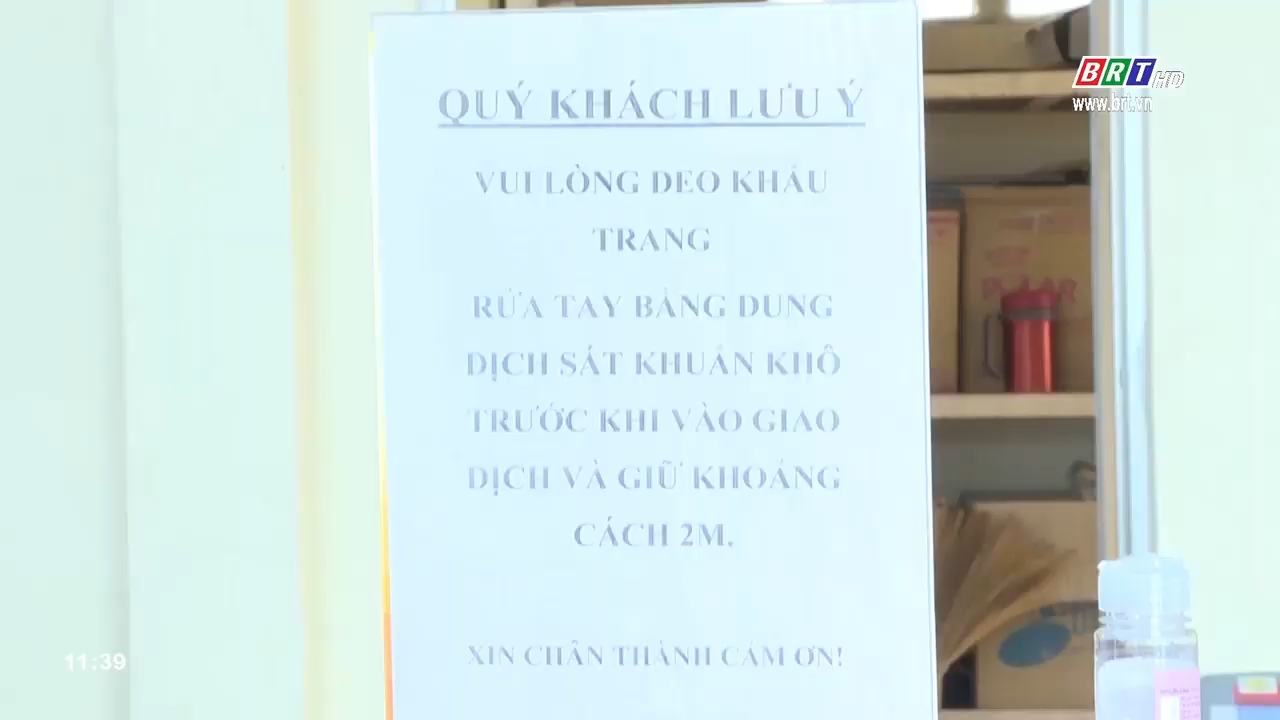 BRT HD
www.brt.vn
QUÝ KHÁCH LƯU Ý
VUI LÒNG ĐEO KHẨU
TRANG
RỬA TAY BẰNG DUNG
DỊCH SÁT KHUẨN KHÔ
TRƯỚC KHI VÀO GIAO
DỊCH VÀ GIỮ KHOẢNG
CÁCH 2M.
XIN CHÂN THÀNH CẢM ƠN!
11:39